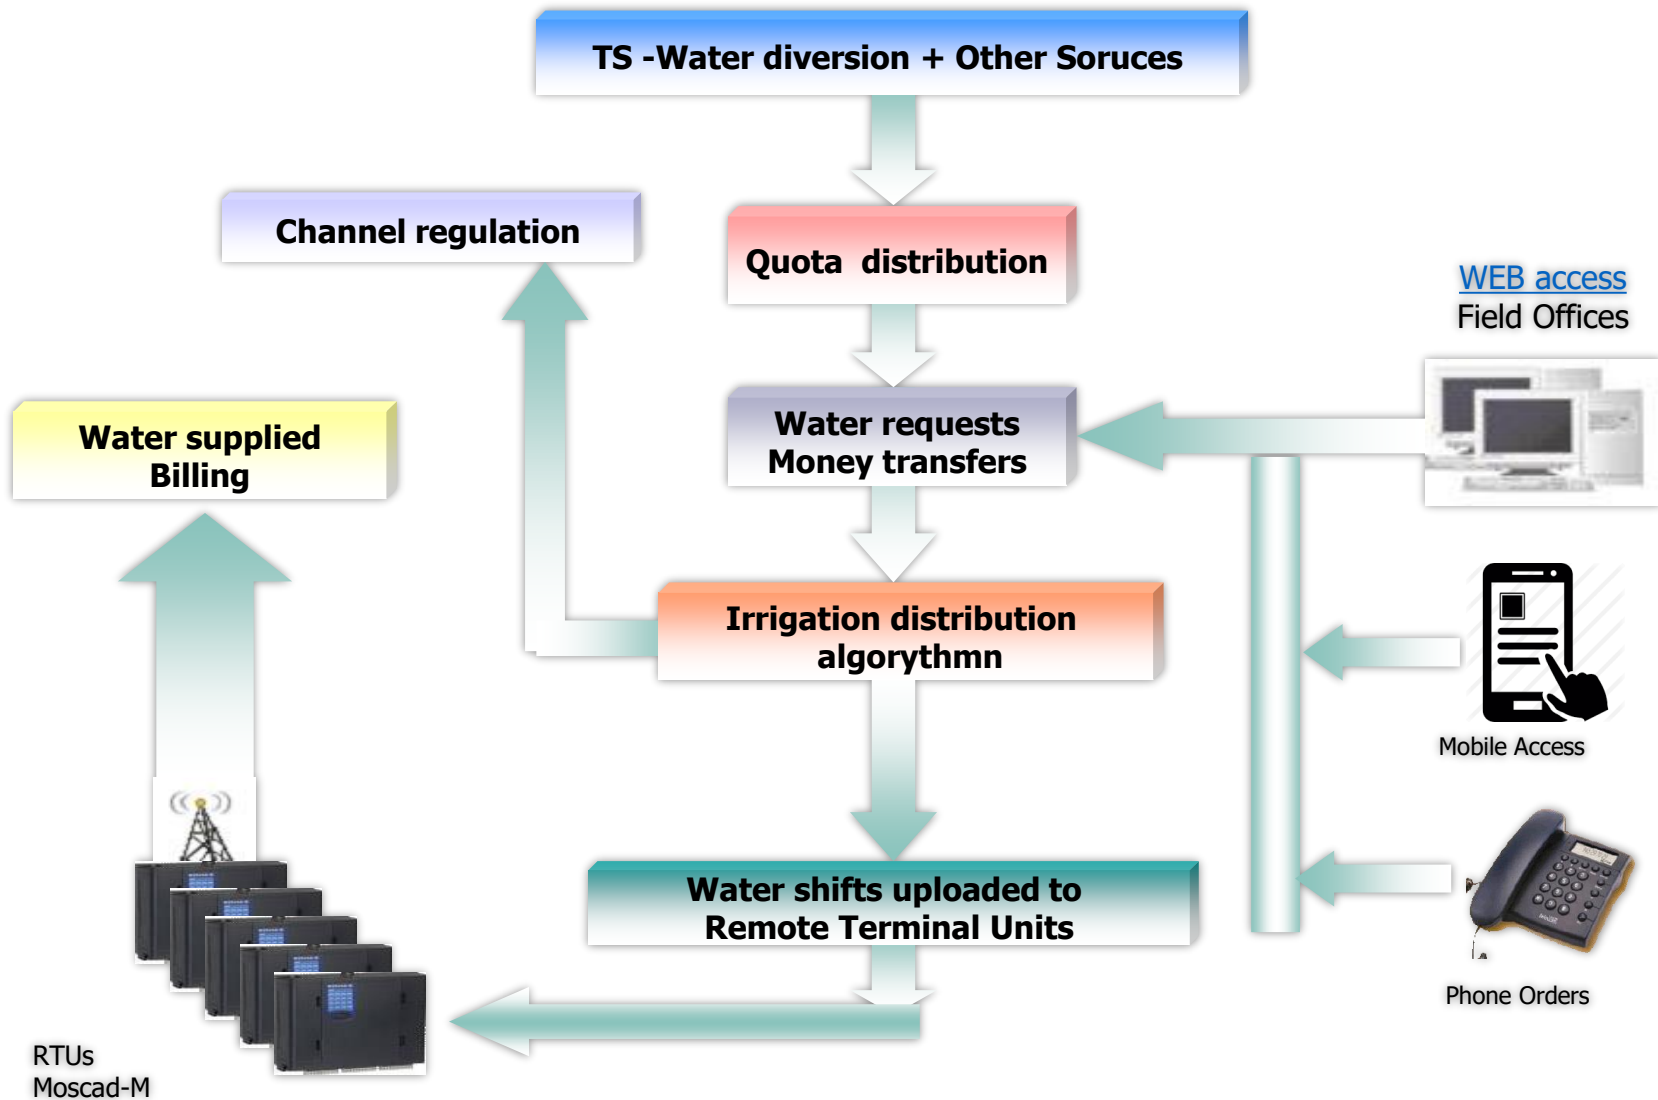 TS -Water diversion + Other Soruces
Channel regulation
Quota  distribution
WEB access
Field Offices
Water requests
Money transfers
Water supplied
Billing
Irrigation distribution
algorythmn
Mobile Access
Water shifts uploaded to
Remote Terminal Units
Phone Orders
RTUs
Moscad-M